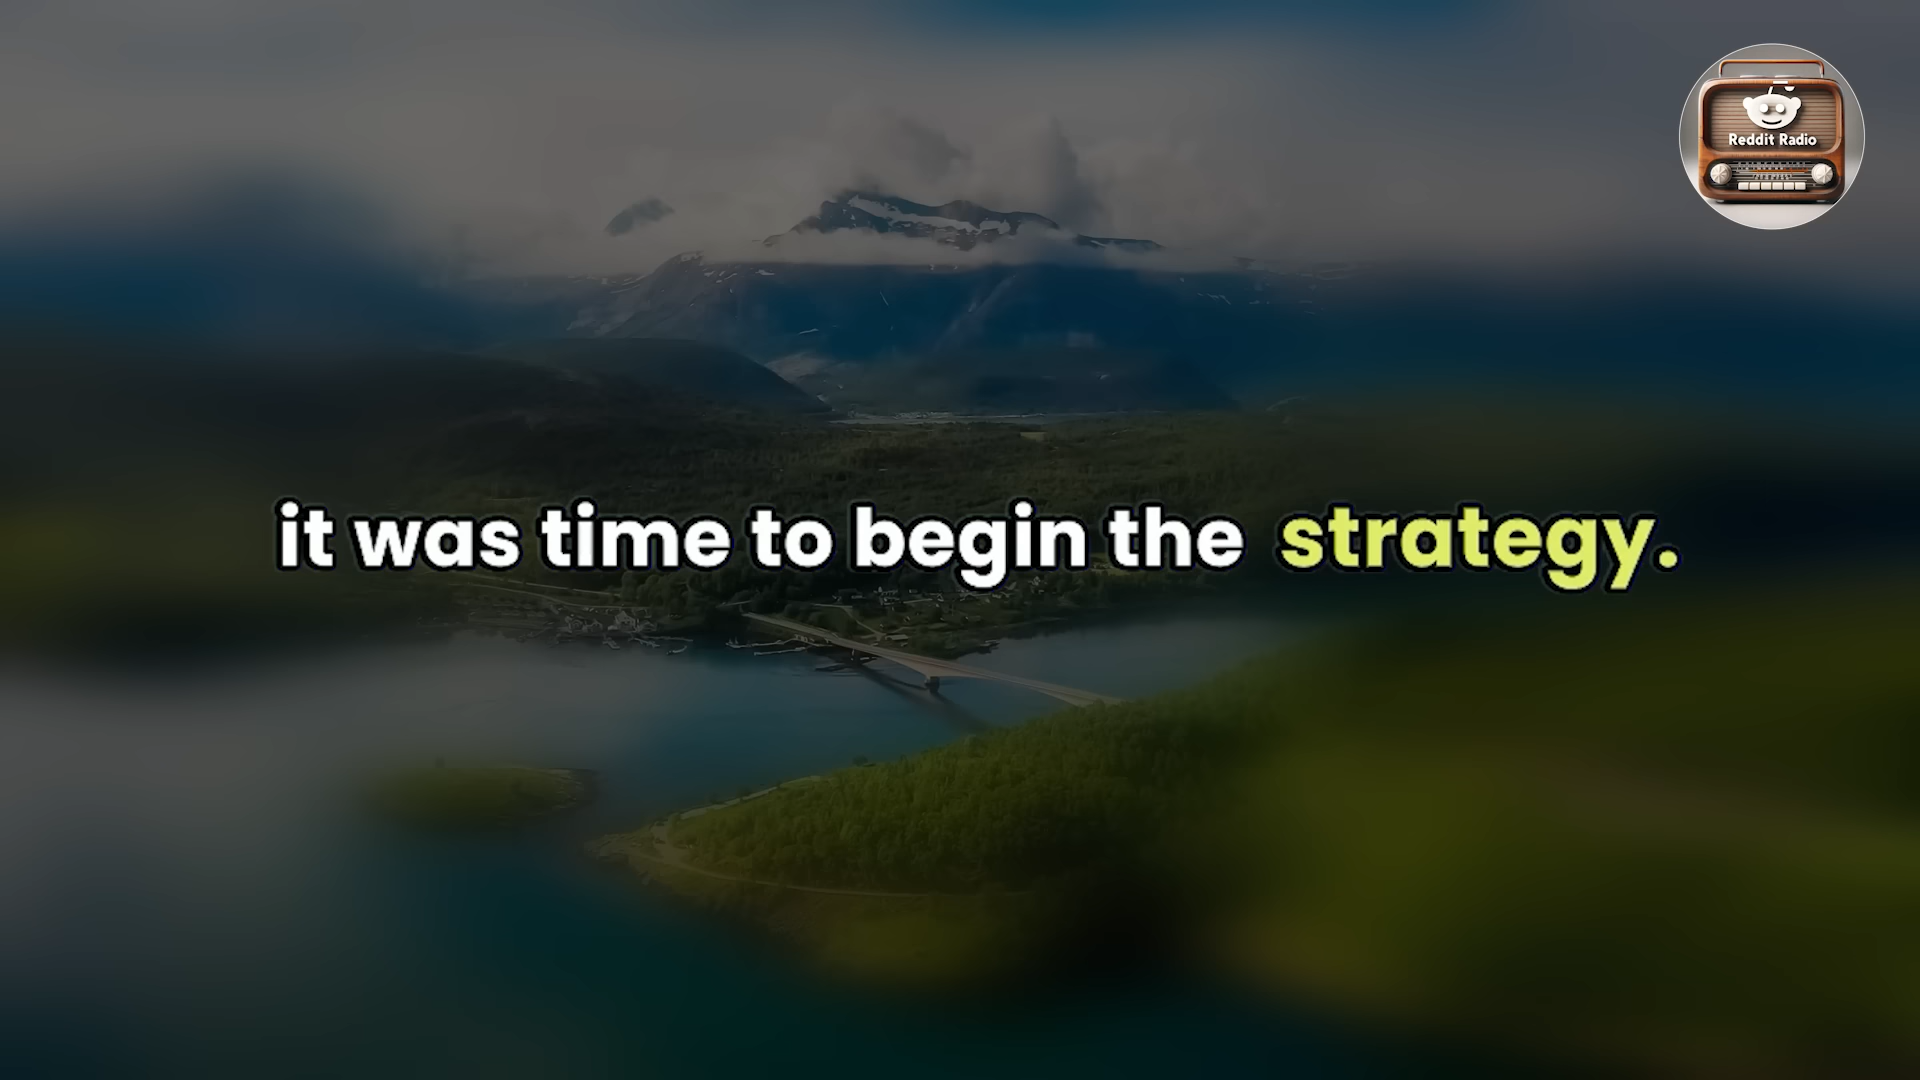 Reddit Radio
it was time to begin the strategy.